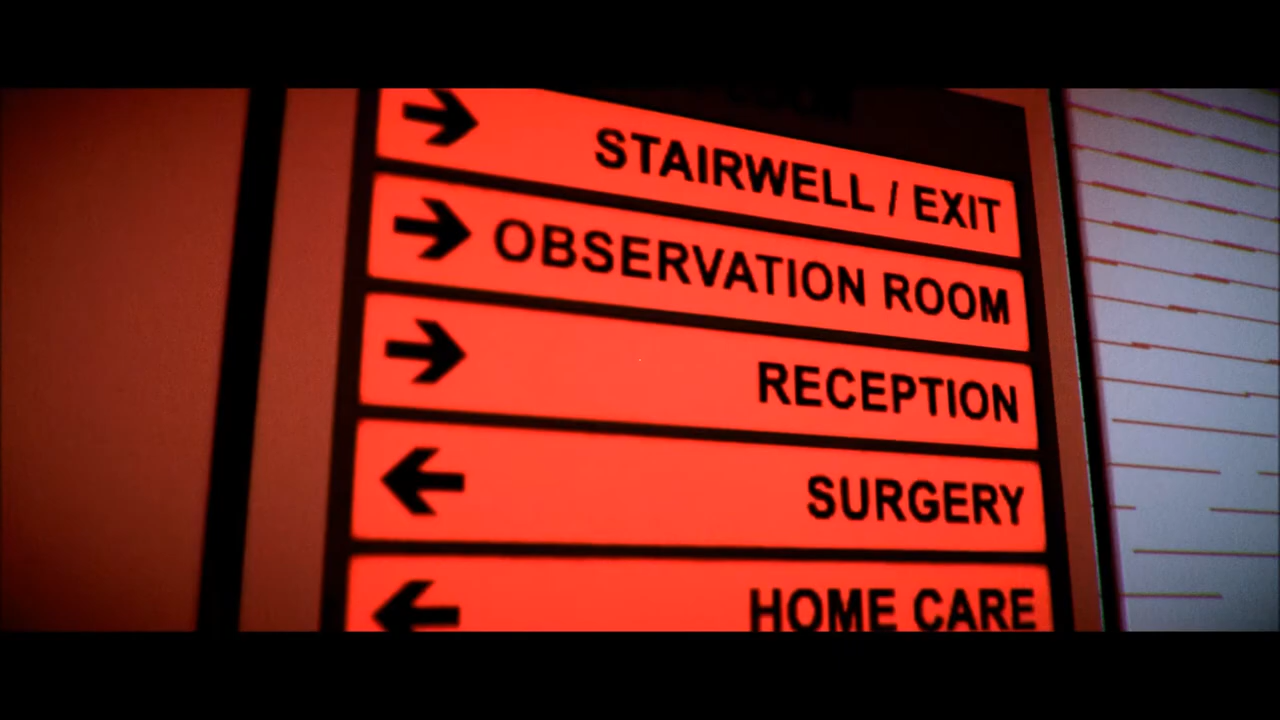 STAIRWELL / EXIT
OBSERVATION ROOM
RECEPTION
SURGERY
HOME CARE